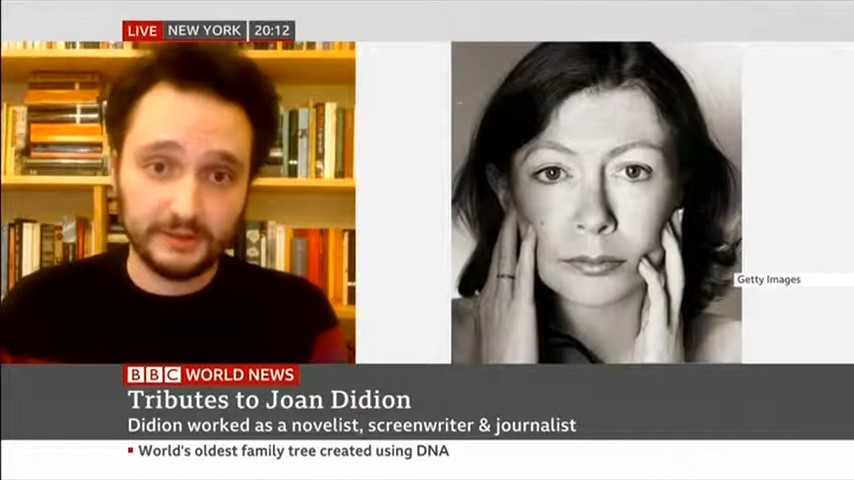 LIVE NEW YORK 20:12
Getty Images
BBC WORLD NEWS
Tributes to Joan Didion
Didion worked as a novelist, screenwriter & journalist
World's oldest family tree created using DNA